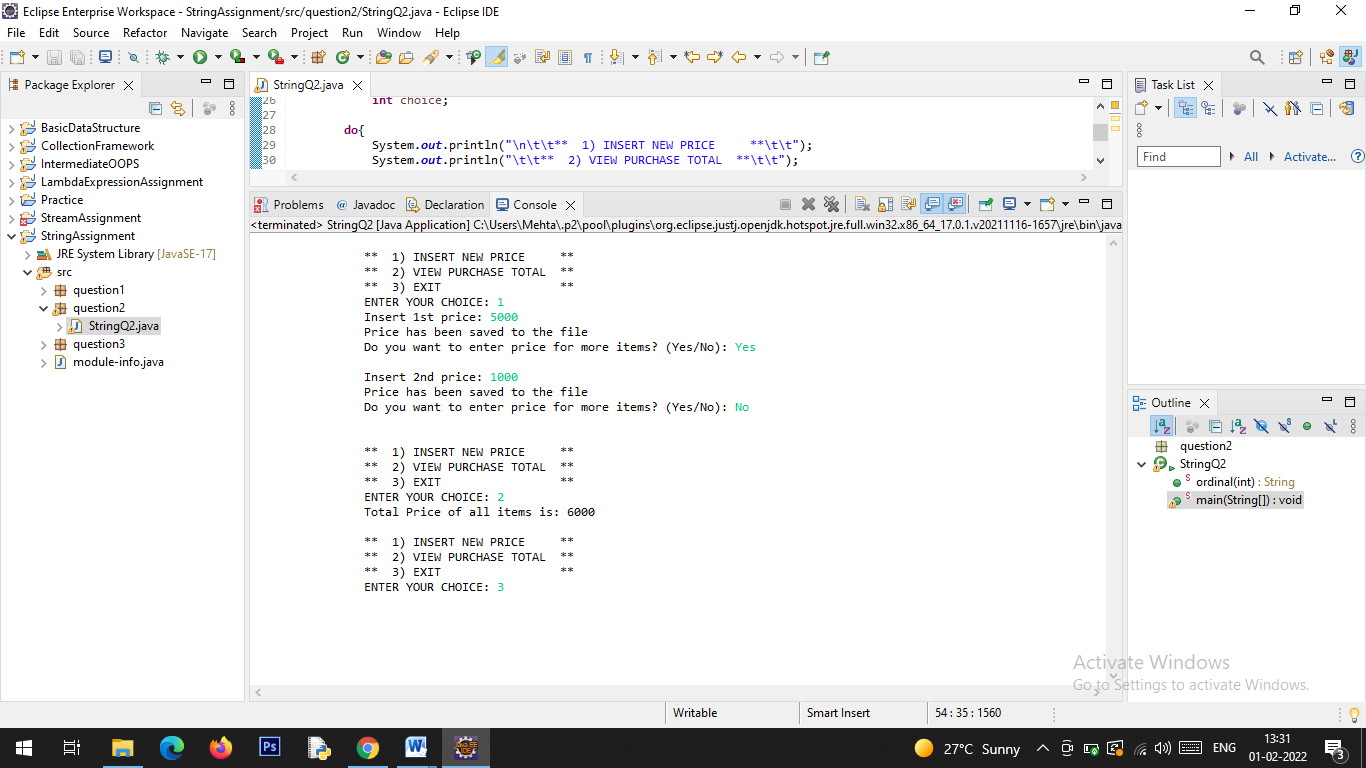 Eclipse Enterprise Workspace - StringAssignment/src/question2/StringQ2.java - Eclipse IDE
File Edit Source Refactor Navigate Search Project Run Window Help
Package Explorer
BasicDataStructure
CollectionFramework
IntermediateOOPS
LambdaExpressionAssignment
Practice
StreamAssignment
StringAssignment
JRE System Library [JavaSE-17]
src
question1
question2
StringQ2.java
question3
module-info.java
StringQ2.java
26 int choice;
27
28 do{
29 System.out.println("\n\t\t** 1) INSERT NEW PRICE **\t\t");
30 System.out.println("\t\t** 2) VIEW PURCHASE TOTAL **\t\t");
Problems @ Javadoc Declaration Console
<terminated> StringQ2 [Java Application] C:\Users\Mehta\.p2\pool\plugins\org.eclipse.justj.openjdk.hotspot.jre.full.win32.x86_64_17.0.1.v20211116-1657\jre\bin\java
** 1) INSERT NEW PRICE **
** 2) VIEW PURCHASE TOTAL **
** 3) EXIT **
ENTER YOUR CHOICE: 1
Insert 1st price: 5000
Price has been saved to the file
Do you want to enter price for more items? (Yes/No): Yes
Insert 2nd price: 1000
Price has been saved to the file
Do you want to enter price for more items? (Yes/No): No
** 1) INSERT NEW PRICE **
** 2) VIEW PURCHASE TOTAL **
** 3) EXIT **
ENTER YOUR CHOICE: 2
Total Price of all items is: 6000
** 1) INSERT NEW PRICE **
** 2) VIEW PURCHASE TOTAL **
** 3) EXIT **
ENTER YOUR CHOICE: 3
Task List
Find All Activate...
Outline
question2
StringQ2
ordinal(int) : String
main(String[]) : void
Activate Windows
Go to Settings to activate Windows.
Writable Smart Insert 54 : 35 : 1560
27°C Sunny ENG 13:31
01-02-2022
3